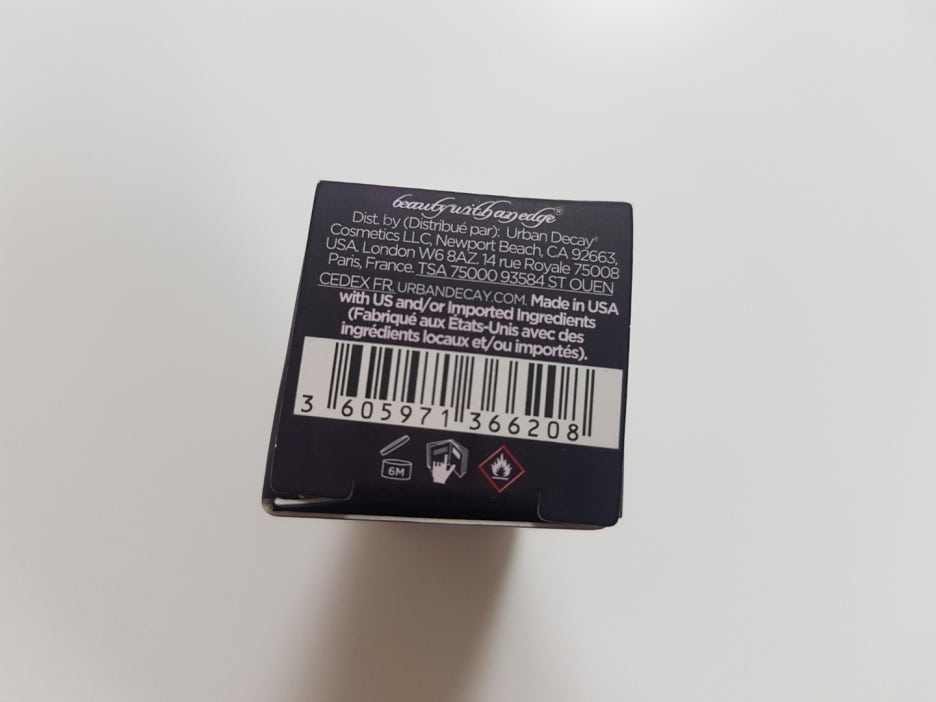 beauty with an edge®
Dist. by (Distribué par): Urban Decay®
Cosmetics LLC, Newport Beach, CA 92663,
USA. London W6 8AZ. 14 rue Royale 75008
Paris, France. TSA 75000 93584 ST OUEN
CEDEX FR. URBANDECAY.COM. Made in USA
with US and/or Imported Ingredients
(Fabriqué aux États-Unis avec des
ingrédients locaux et/ou importés).
3 605971 366208
6M